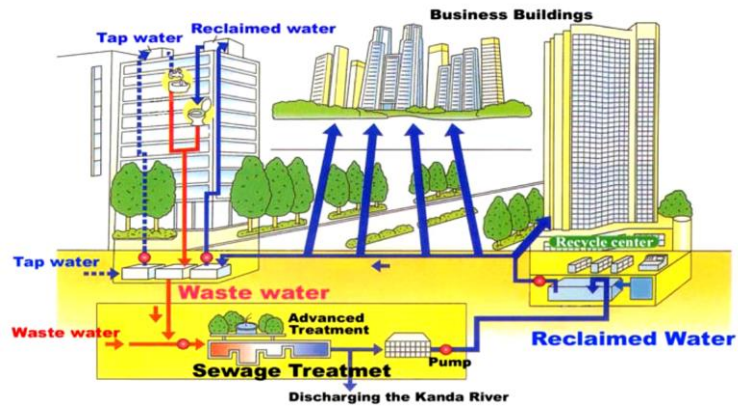 Business Buildings
Tap water
Reclaimed water
Recycle center
Tap water
Waste water
Waste water
Advanced
Treatment
Reclaimed Water
Pump
Sewage Treatmet
Discharging the Kanda River